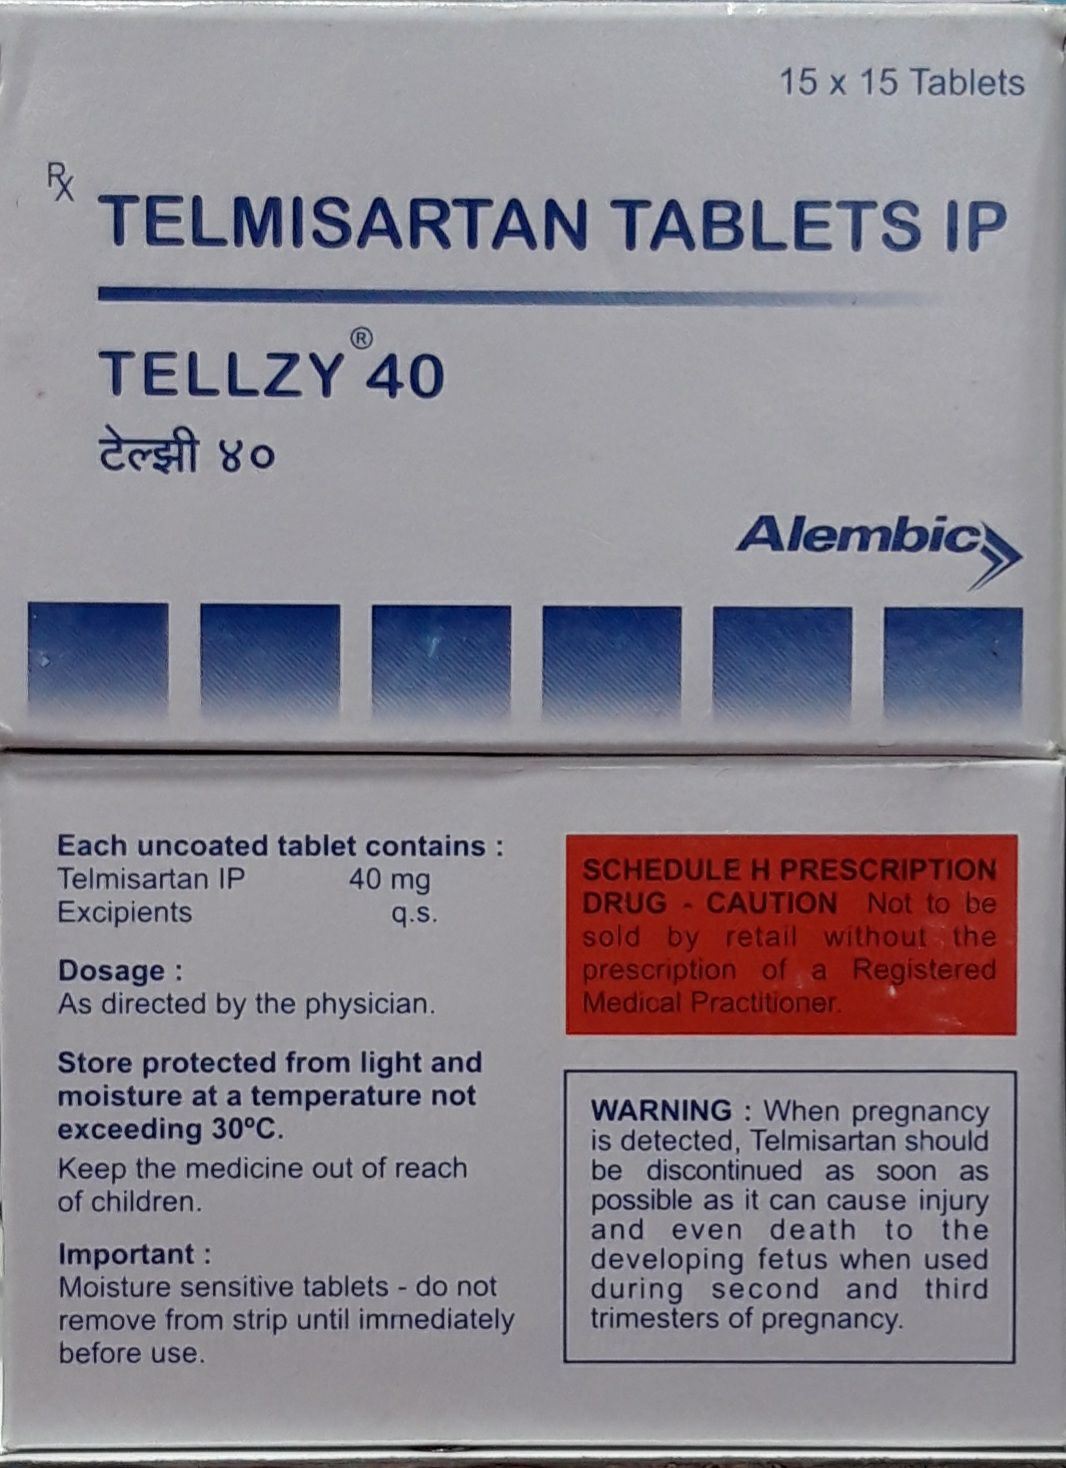 15 x 15 Tablets
Rx
TELMISARTAN TABLETS IP
TELLZY® 40
टेल्झी ४०
Alembic
Each uncoated tablet contains :
Telmisartan IP 40 mg
Excipients q.s.
Dosage :
As directed by the physician.
Store protected from light and
moisture at a temperature not
exceeding 30ºC.
Keep the medicine out of reach
of children.
Important :
Moisture sensitive tablets - do not
remove from strip until immediately
before use.
SCHEDULE H PRESCRIPTION
DRUG - CAUTION Not to be
sold by retail without the
prescription of a Registered
Medical Practitioner.
WARNING : When pregnancy
is detected, Telmisartan should
be discontinued as soon as
possible as it can cause injury
and even death to the
developing fetus when used
during second and third
trimesters of pregnancy.